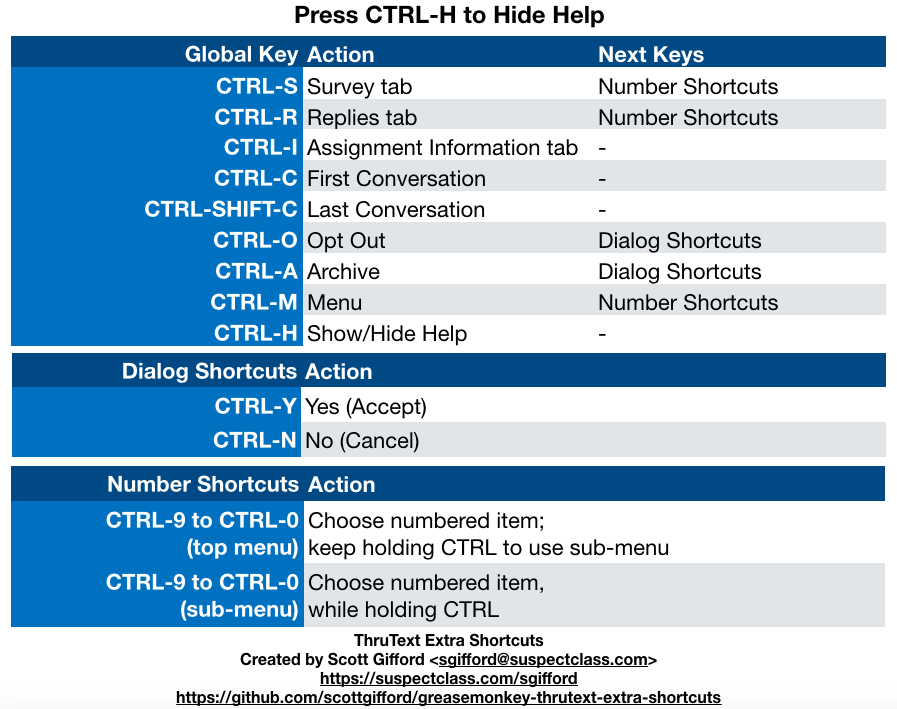 Press CTRL-H to Hide Help
Global Key Action Next Keys
CTRL-S Survey tab Number Shortcuts
CTRL-R Replies tab Number Shortcuts
CTRL-I Assignment Information tab -
CTRL-C First Conversation -
CTRL-SHIFT-C Last Conversation -
CTRL-O Opt Out Dialog Shortcuts
CTRL-A Archive Dialog Shortcuts
CTRL-M Menu Number Shortcuts
CTRL-H Show/Hide Help -
Dialog Shortcuts Action
CTRL-Y Yes (Accept)
CTRL-N No (Cancel)
Number Shortcuts Action
CTRL-9 to CTRL-0 Choose numbered item;
(top menu) keep holding CTRL to use sub-menu
CTRL-9 to CTRL-0 Choose numbered item,
(sub-menu) while holding CTRL
ThruText Extra Shortcuts
Created by Scott Gifford <sgifford@suspectclass.com>
https://suspectclass.com/sgifford
https://github.com/scottgifford/greasemonkey-thrutext-extra-shortcuts